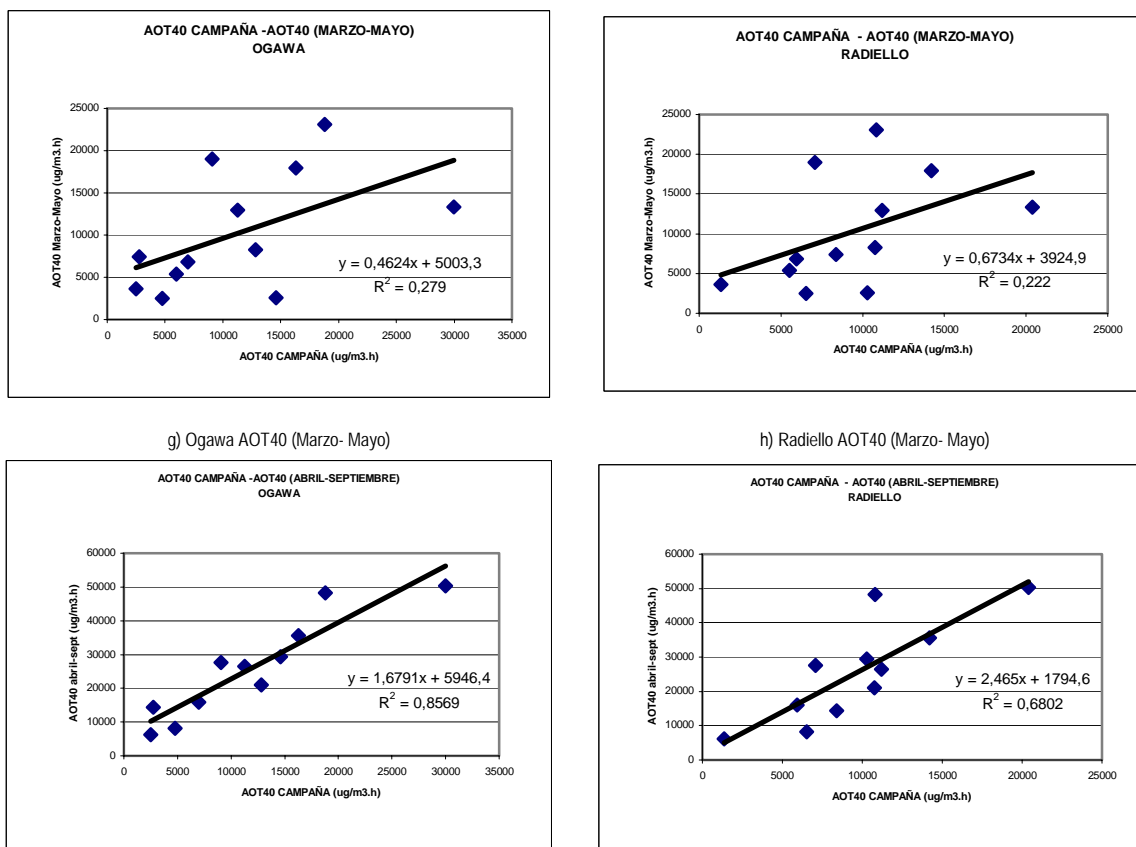 AOT40 CAMPAÑA -AOT40 (MARZO-MAYO)
OGAWA
25000
20000
15000
10000
5000
0
AOT40 Marzo-Mayo (ug/m3.h)
y = 0,4624x + 5003,3
R² = 0,279
0 5000 10000 15000 20000 25000 30000 35000
AOT40 CAMPAÑA (ug/m3.h)
AOT40 CAMPAÑA - AOT40 (MARZO-MAYO)
RADIELLO
25000
20000
15000
10000
5000
0
AOT40 Marzo-Mayo (ug/m3.h)
y = 0,6734x + 3924,9
R² = 0,222
0 5000 10000 15000 20000 25000
AOT40 CAMPAÑA (ug/m3.h)
g) Ogawa AOT40 (Marzo- Mayo)
h) Radiello AOT40 (Marzo- Mayo)
AOT40 CAMPAÑA -AOT40 (ABRIL-SEPTIEMBRE)
OGAWA
60000
50000
40000
30000
20000
10000
0
AOT40 abril-sept (ug/m3.h)
y = 1,6791x + 5946,4
R² = 0,8569
0 5000 10000 15000 20000 25000 30000 35000
AOT40 CAMPAÑA (ug/m3.h)
AOT40 CAMPAÑA - AOT40 (ABRIL-SEPTIEMBRE)
RADIELLO
60000
50000
40000
30000
20000
10000
0
AOT40 abril-sept (ug/m3.h)
y = 2,465x + 1794,6
R² = 0,6802
0 5000 10000 15000 20000 25000
AOT40 CAMPAÑA (ug/m3.h)